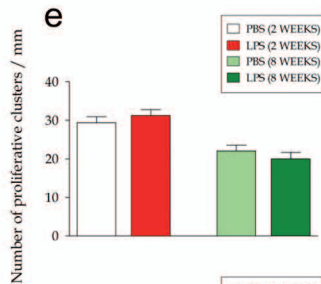 e
PBS (2 WEEKS)
LPS (2 WEEKS)
PBS (8 WEEKS)
LPS (8 WEEKS)
Number of proliferative clusters / mm
40
30
20
10
0